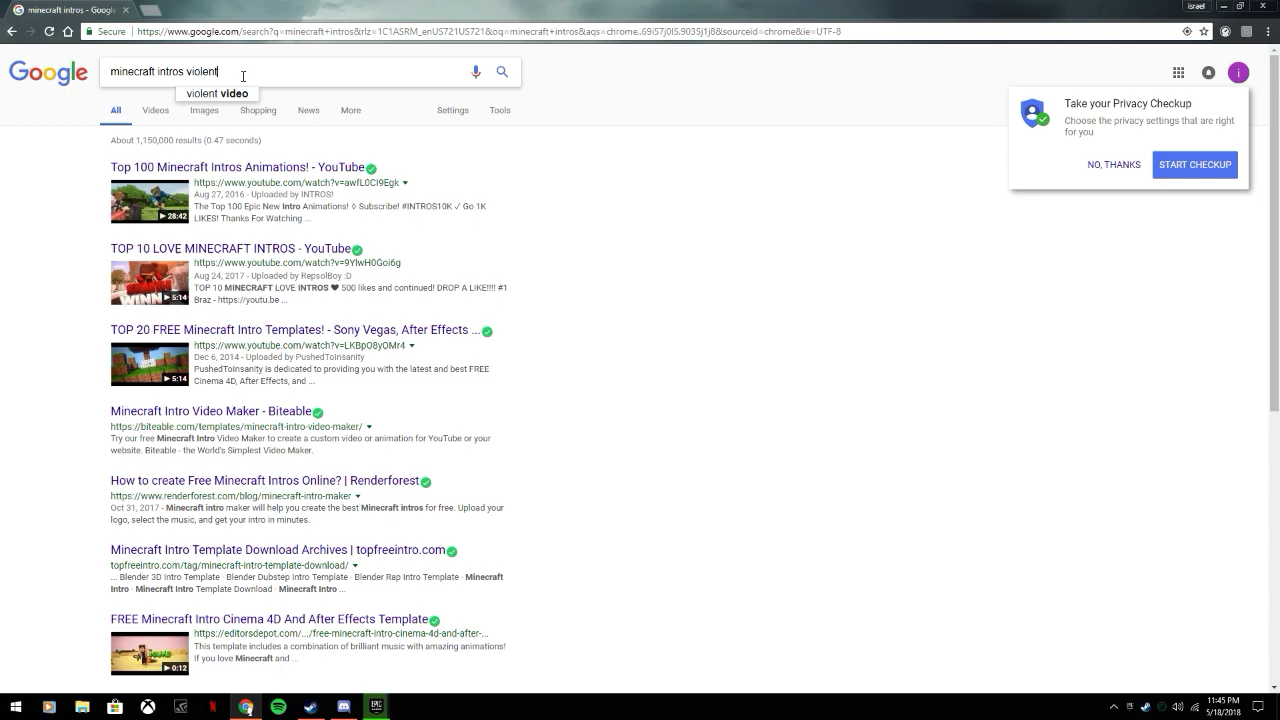 minecraft intros - Google
israel
Secure | https://www.google.com/search?q=minecraft+intros&rlz=1C1ASRM_enUS721US721&oq=minecraft+intros&aqs=chrome..69i57j0l5.9035j1j8&sourceid=chrome&ie=UTF-8
Google
minecraft intros violent
violent video
All Videos Images Shopping News More Settings Tools
i
Take your Privacy Checkup
Choose the privacy settings that are right
for you
NO, THANKS START CHECKUP
About 1,150,000 results (0.47 seconds)
Top 100 Minecraft Intros Animations! - YouTube
https://www.youtube.com/watch?v=awfL0CI9Egk
Aug 27, 2016 - Uploaded by INTROS!
The Top 100 Epic New Intro Animations! ◊ Subscribe! #INTROS10K ✓ Go 1K
LIKES! Thanks For Watching ...
28:42
TOP 10 LOVE MINECRAFT INTROS - YouTube
https://www.youtube.com/watch?v=9YlwH0Goi6g
Aug 24, 2017 - Uploaded by RepsolBoy :D
TOP 10 MINECRAFT LOVE INTROS ❤ 500 likes and continued! DROP A LIKE!!!! #1
Braz - https://youtu.be ...
WINN
5:14
TOP 20 FREE Minecraft Intro Templates! - Sony Vegas, After Effects ...
https://www.youtube.com/watch?v=LKBpO8yQMr4
Dec 6, 2014 - Uploaded by PushedToInsanity
PushedToInsanity is dedicated to providing you with the latest and best FREE
Cinema 4D, After Effects, and ...
5:14
Minecraft Intro Video Maker - Biteable
https://biteable.com/templates/minecraft-intro-video-maker/
Try our free Minecraft Intro Video Maker to create a custom video or animation for YouTube or your
website. Biteable - the World's Simplest Video Maker.
How to create Free Minecraft Intros Online? | Renderforest
https://www.renderforest.com/blog/minecraft-intro-maker
Oct 31, 2017 - Minecraft intro maker will help you create the best Minecraft intros for free. Upload your
logo, select the music, and get your intro in minutes.
Minecraft Intro Template Download Archives | topfreeintro.com
topfreeintro.com/tag/minecraft-intro-template-download/
... Blender 3D Intro Template · Blender Dubstep Intro Template · Blender Rap Intro Template · Minecraft
Intro · Minecraft Intro Template Download · Minecraft Intro ...
FREE Minecraft Intro Cinema 4D And After Effects Template
https://editorsdepot.com/.../free-minecraft-intro-cinema-4d-and-after-...
This template includes a combination of brilliant music with amazing animations!
If you love Minecraft and ...
0:12
EPIC
11:45 PM
5/18/2018